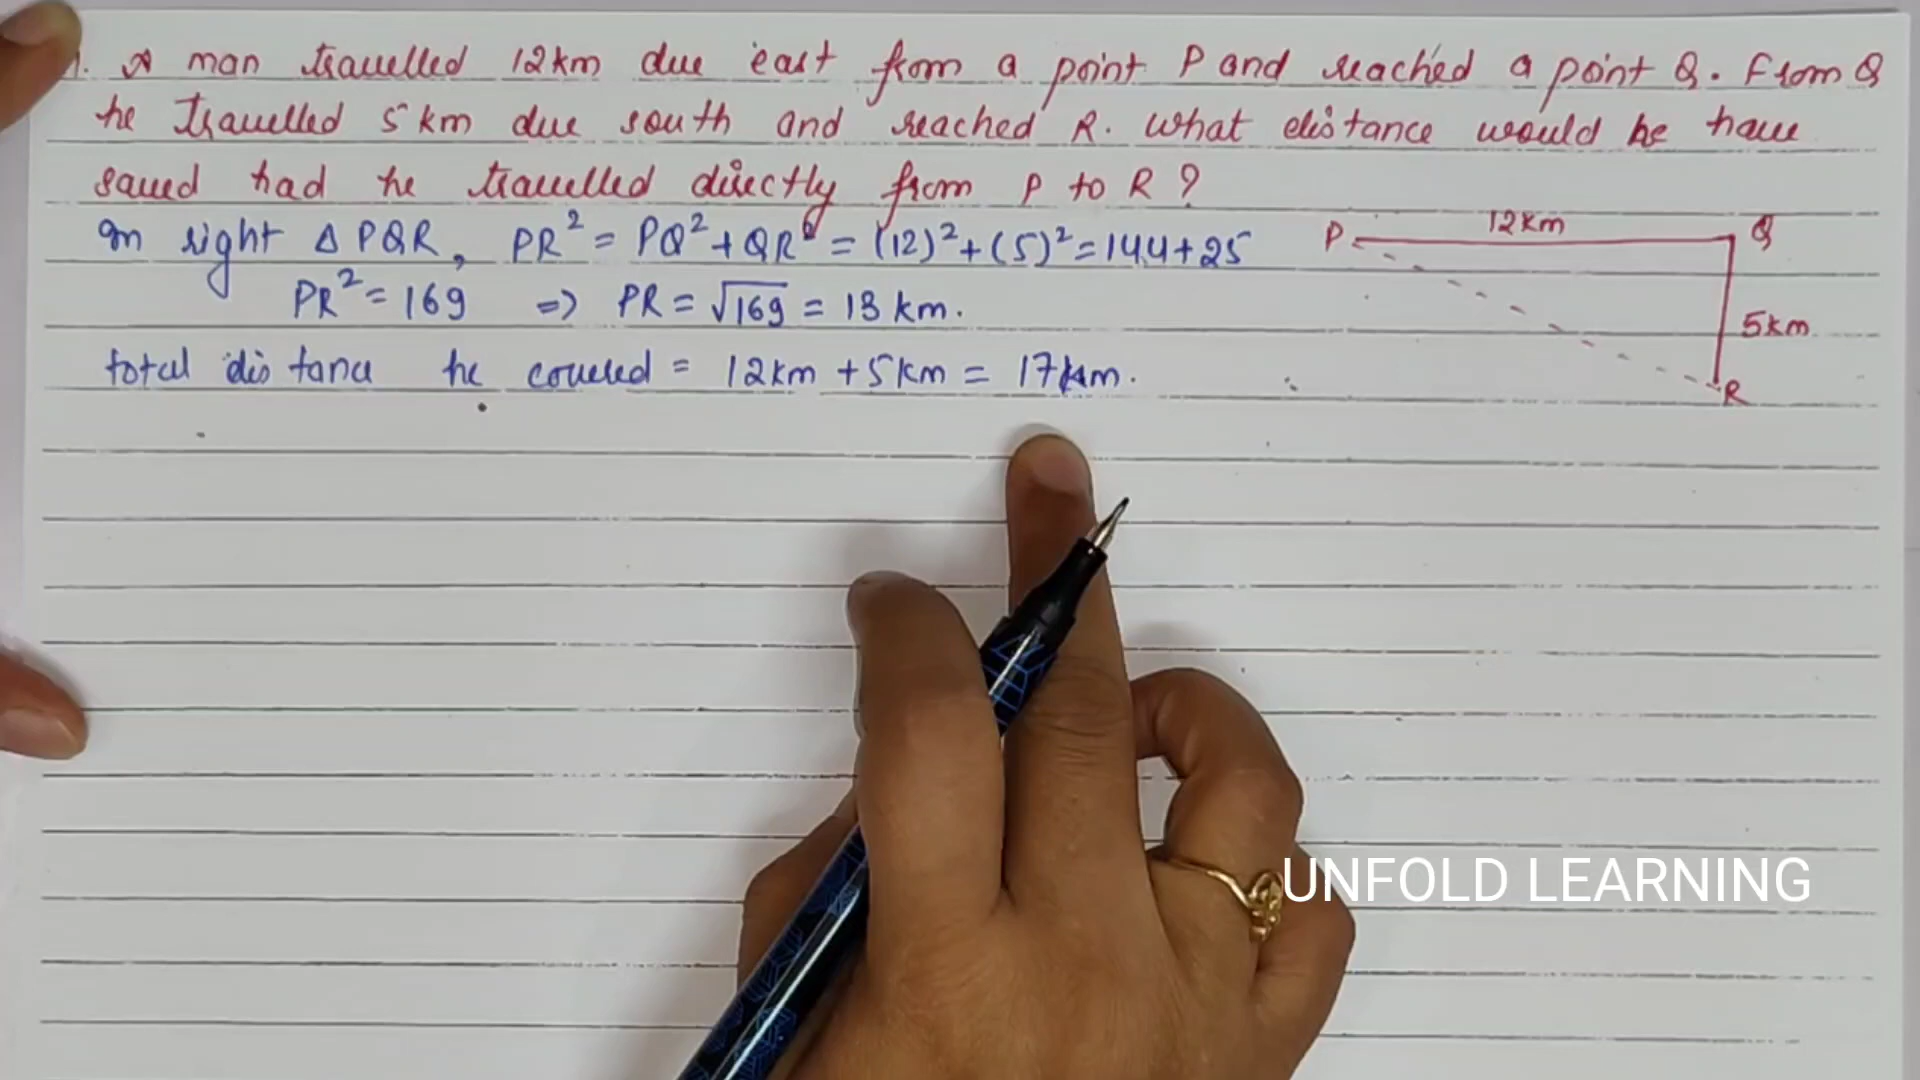 1. A man travelled 12km due east from a point P and reached a point Q. From Q
he travelled 5km due south and reached R. What distance would he have
saved had he travelled directly from P to R?
In right Δ PQR, PR² = PQ² + QR² = (12)² + (5)² = 144 + 25
PR² = 169 ⇒ PR = √169 = 13 km.
total distance he covered = 12km + 5km = 17km.
P 12km Q
5km
R
UNFOLD LEARNING